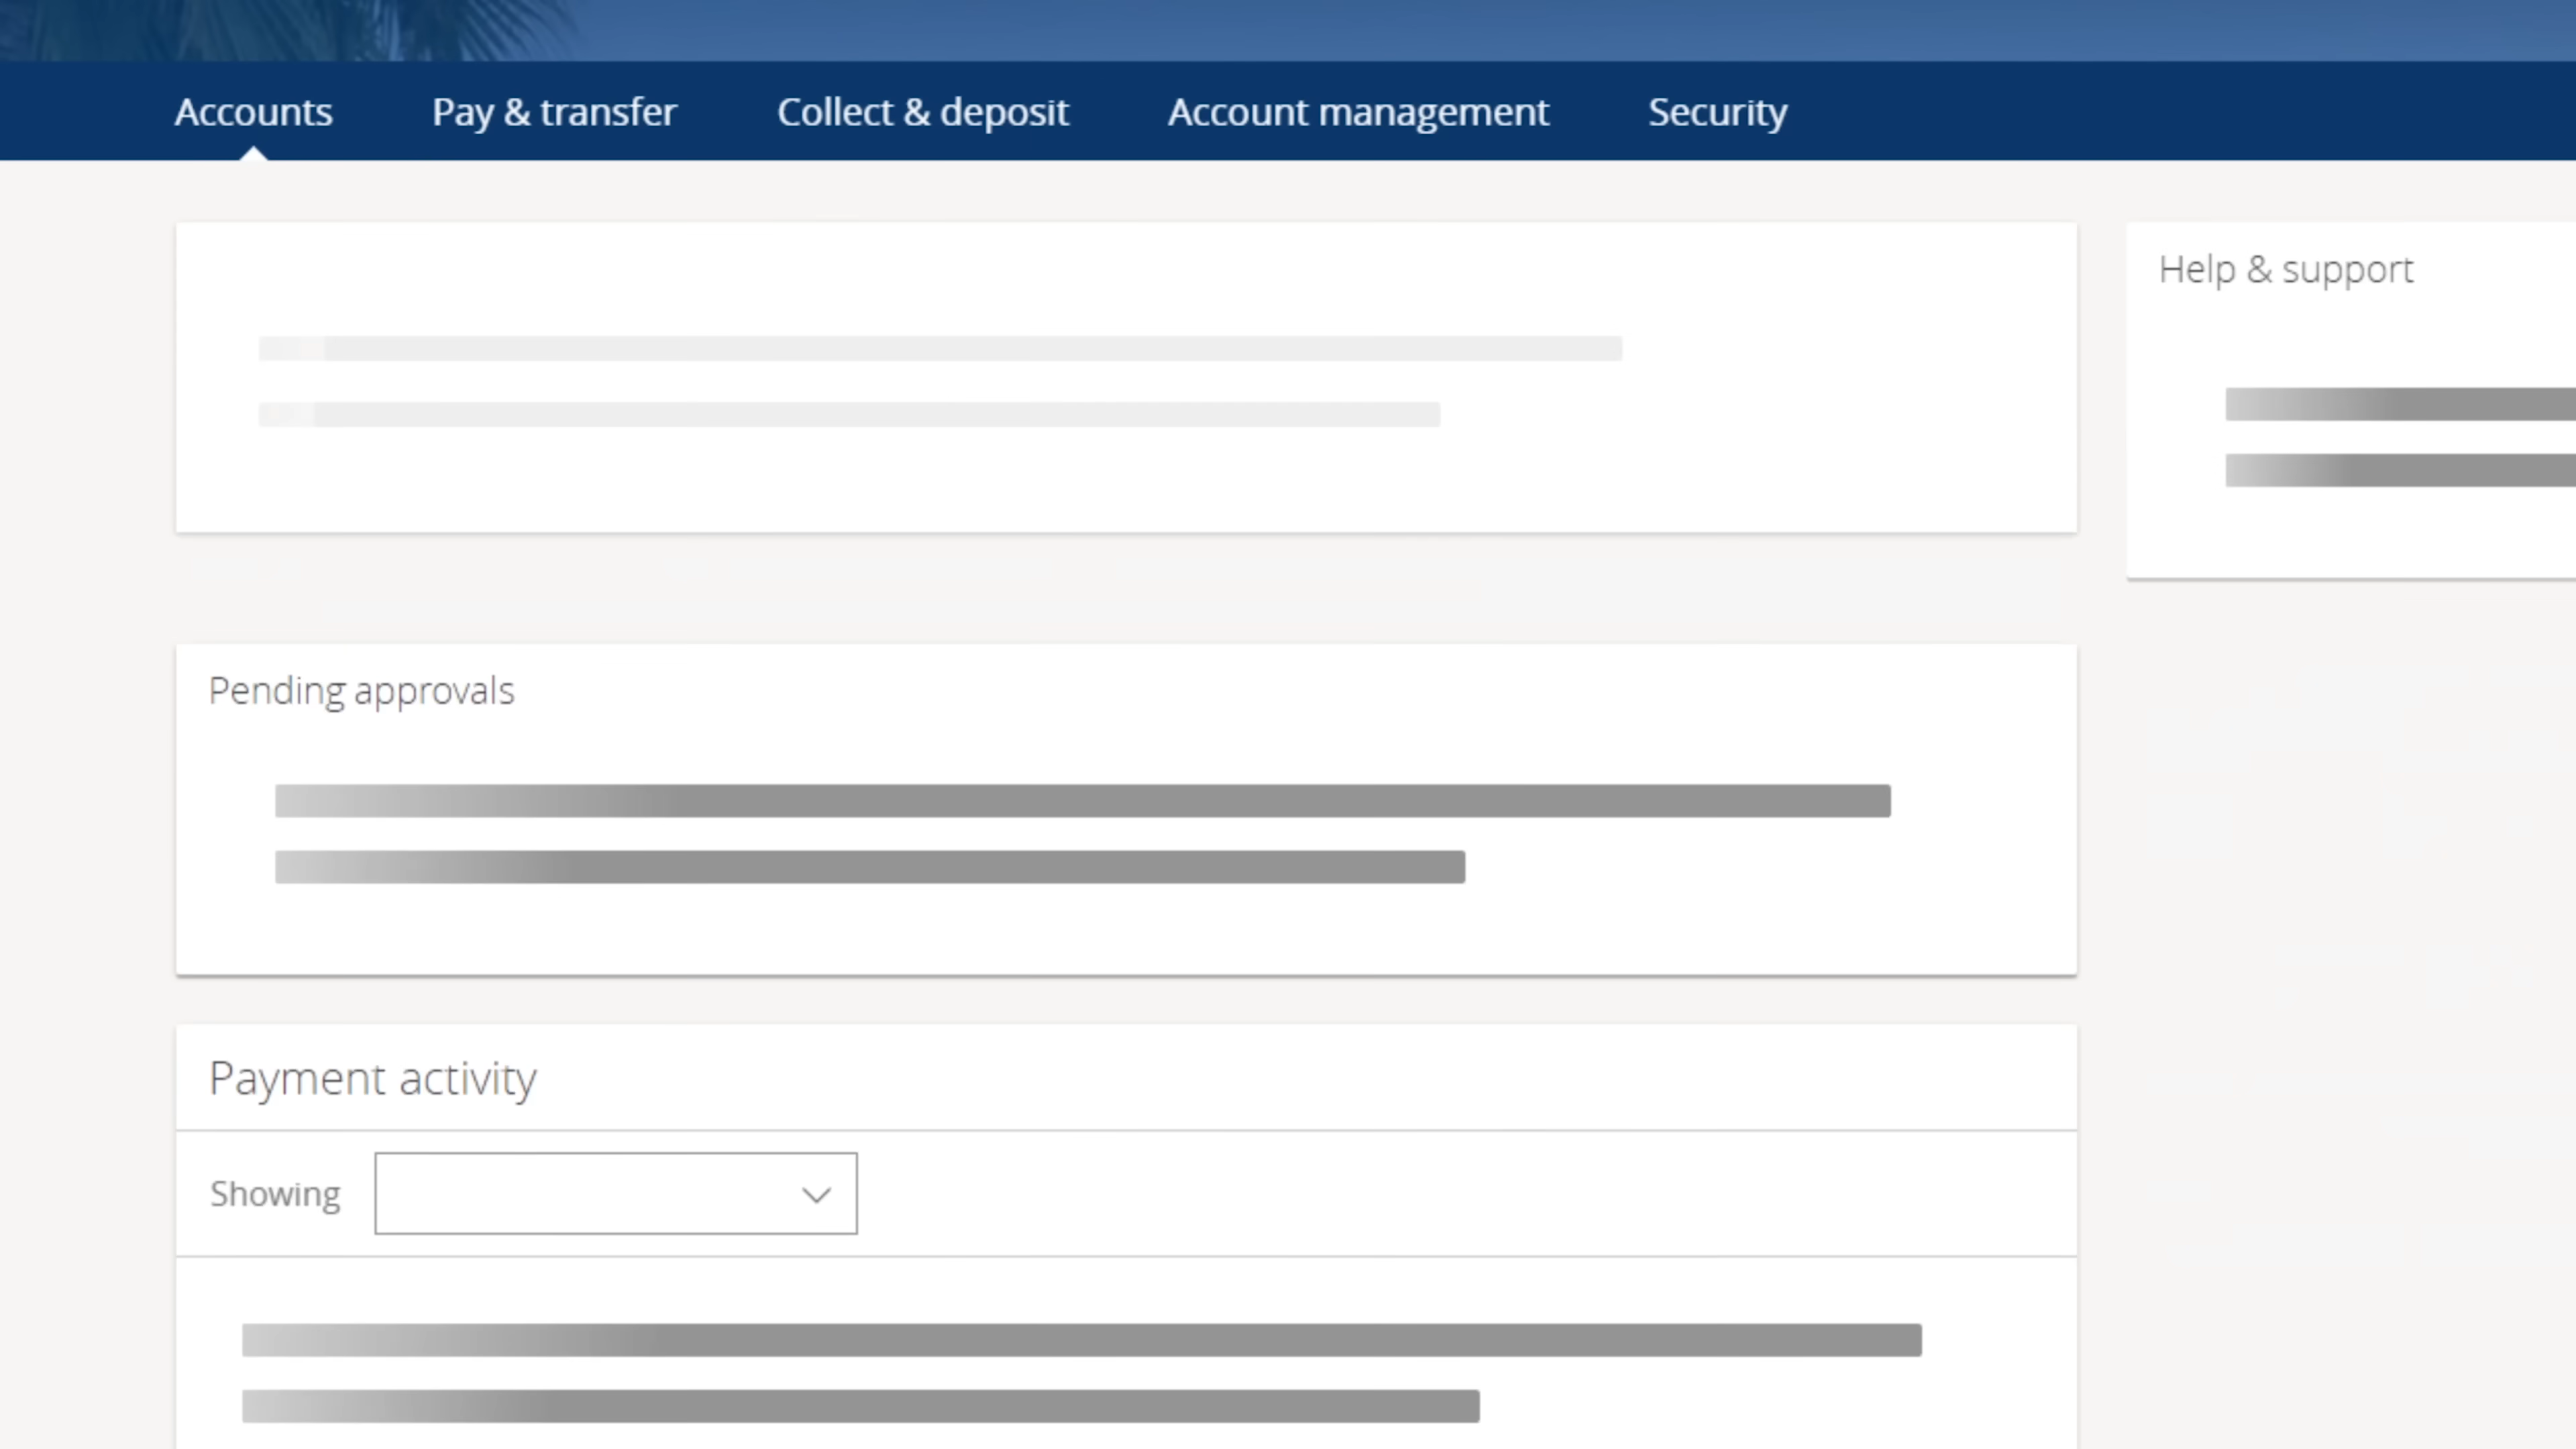 Accounts Pay & transfer Collect & deposit Account management Security
Help & support
Pending approvals
Payment activity
Showing